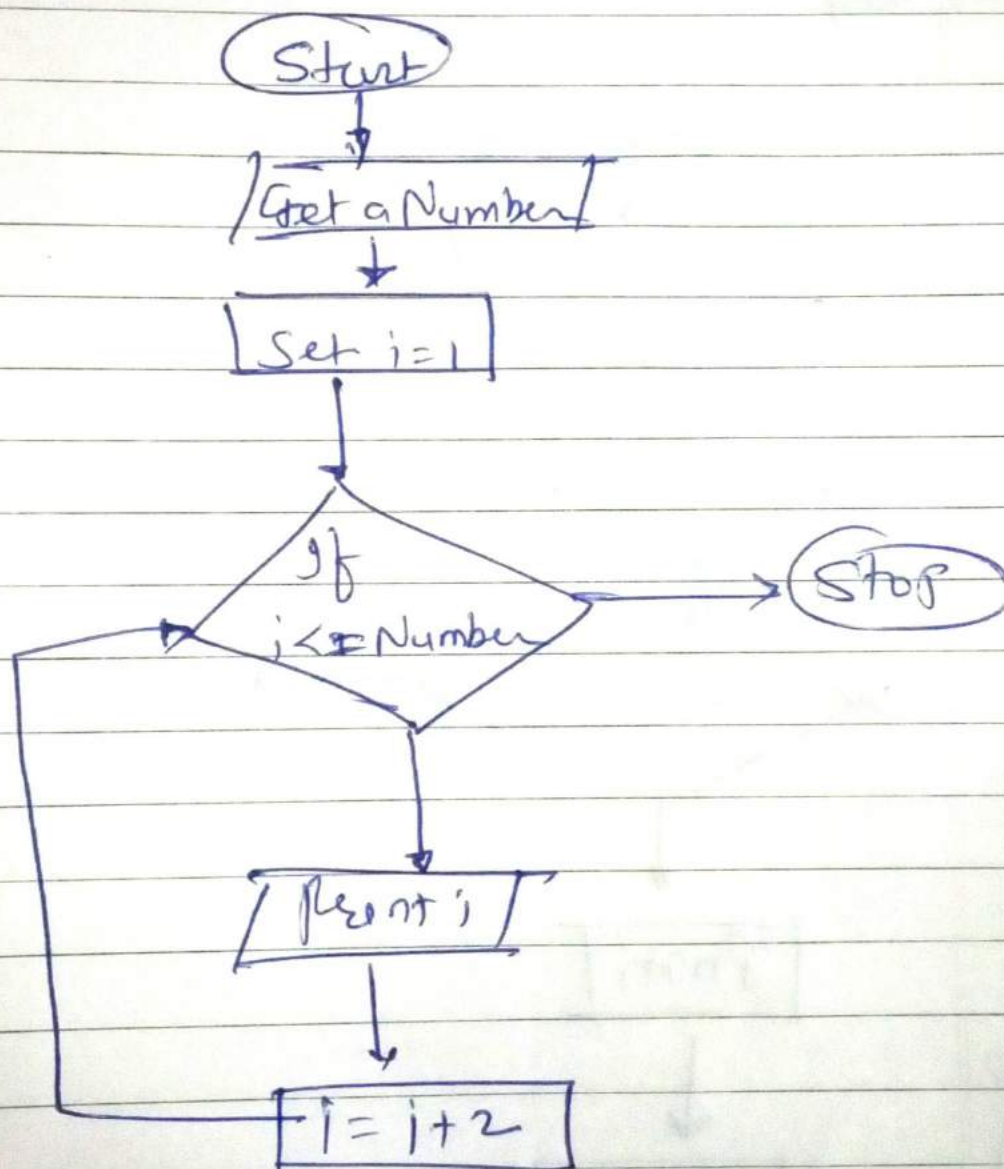 Start
Get a Number
Set i=1
If
i<=Number
Stop
Print i
i = i+2